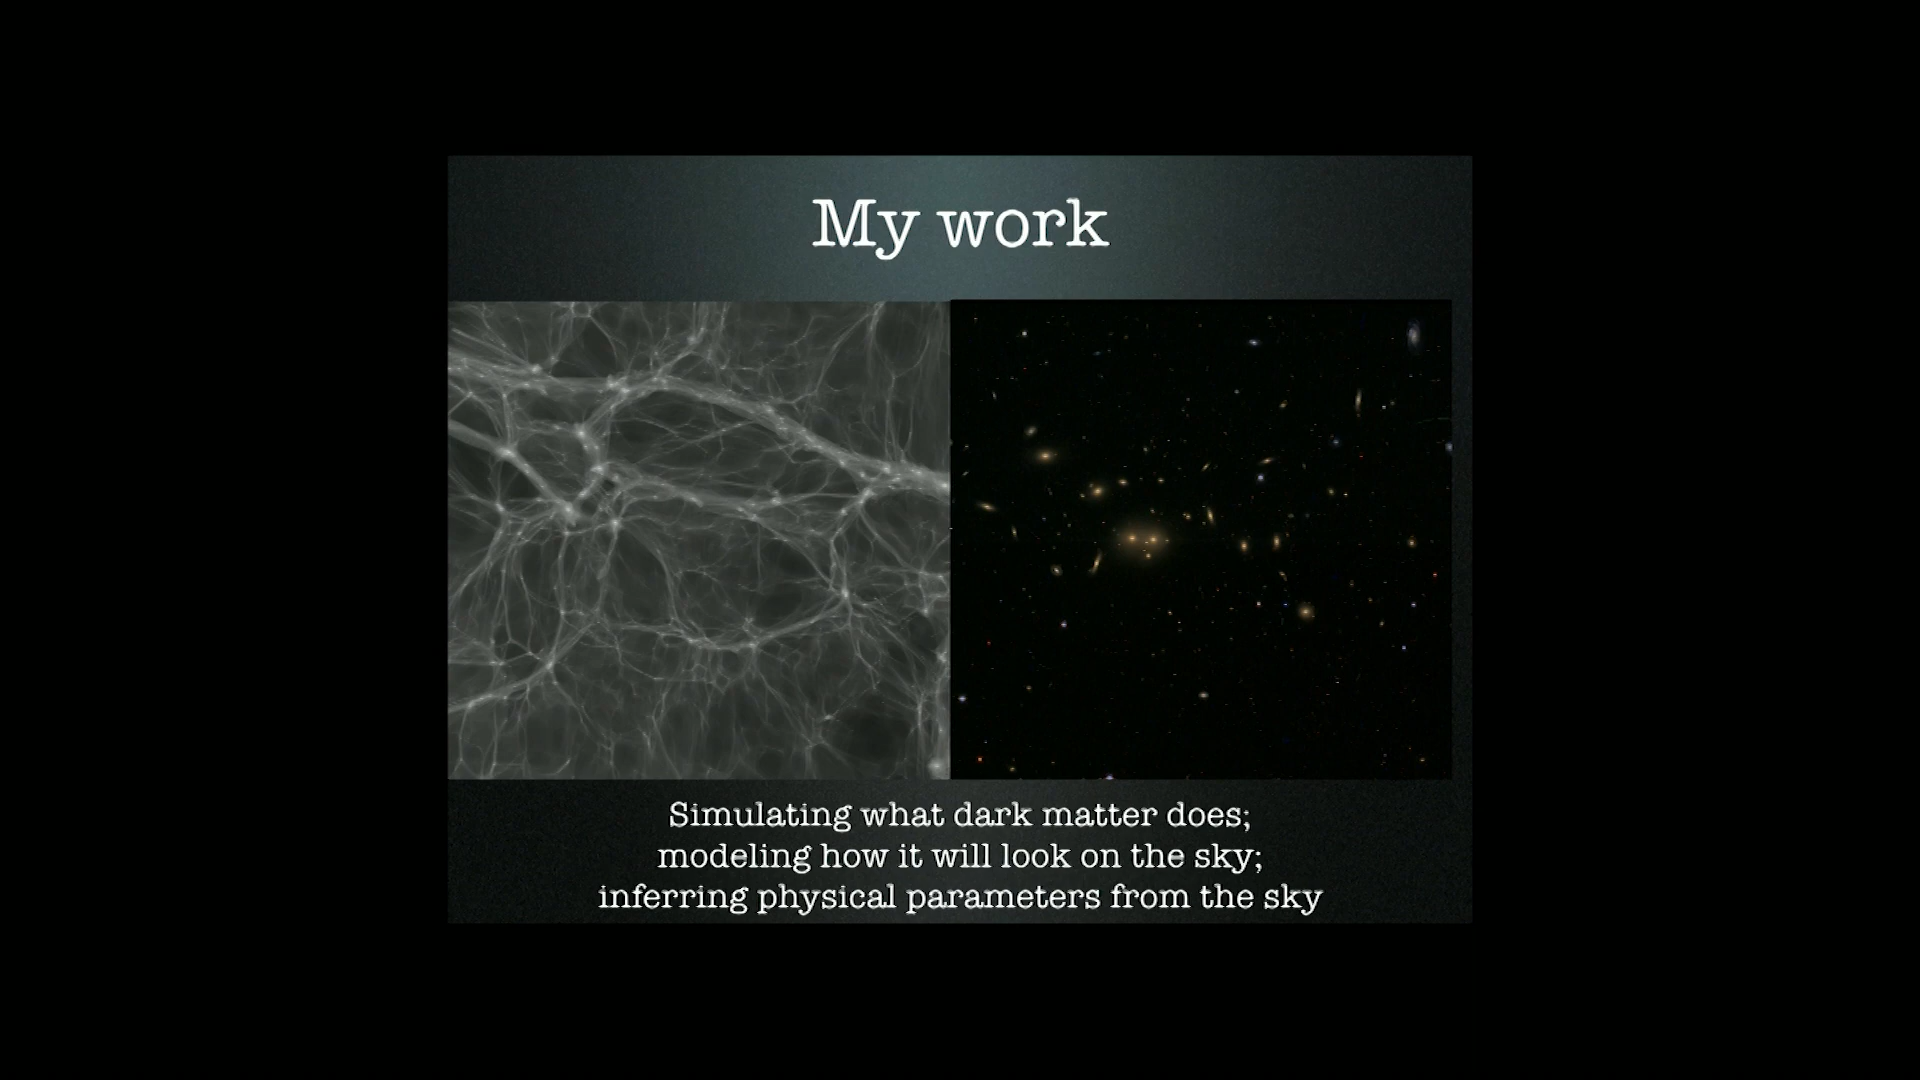 My work
Simulating what dark matter does;
modeling how it will look on the sky;
inferring physical parameters from the sky